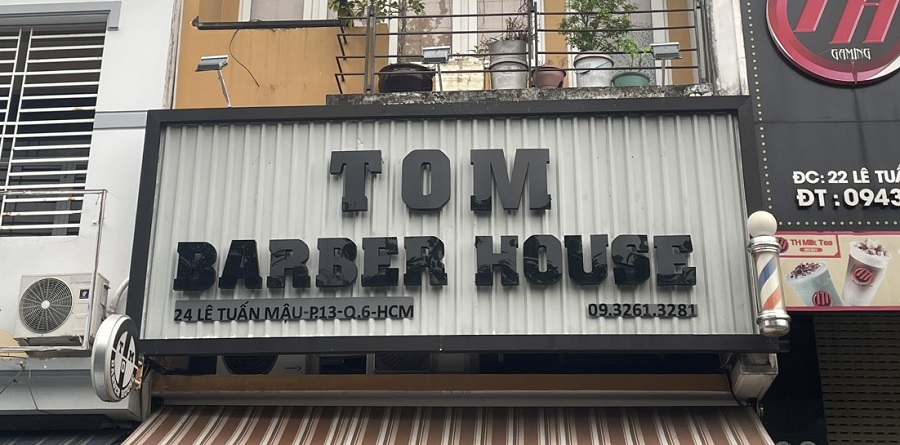 TOM
BARBER HOUSE
24 LÊ TUẤN MẬU-P13-Q.6-HCM
09.3261.3281
TH
GAMING
ĐC: 22 LÊ TUẤ
ĐT : 0943
TH Milk Tea